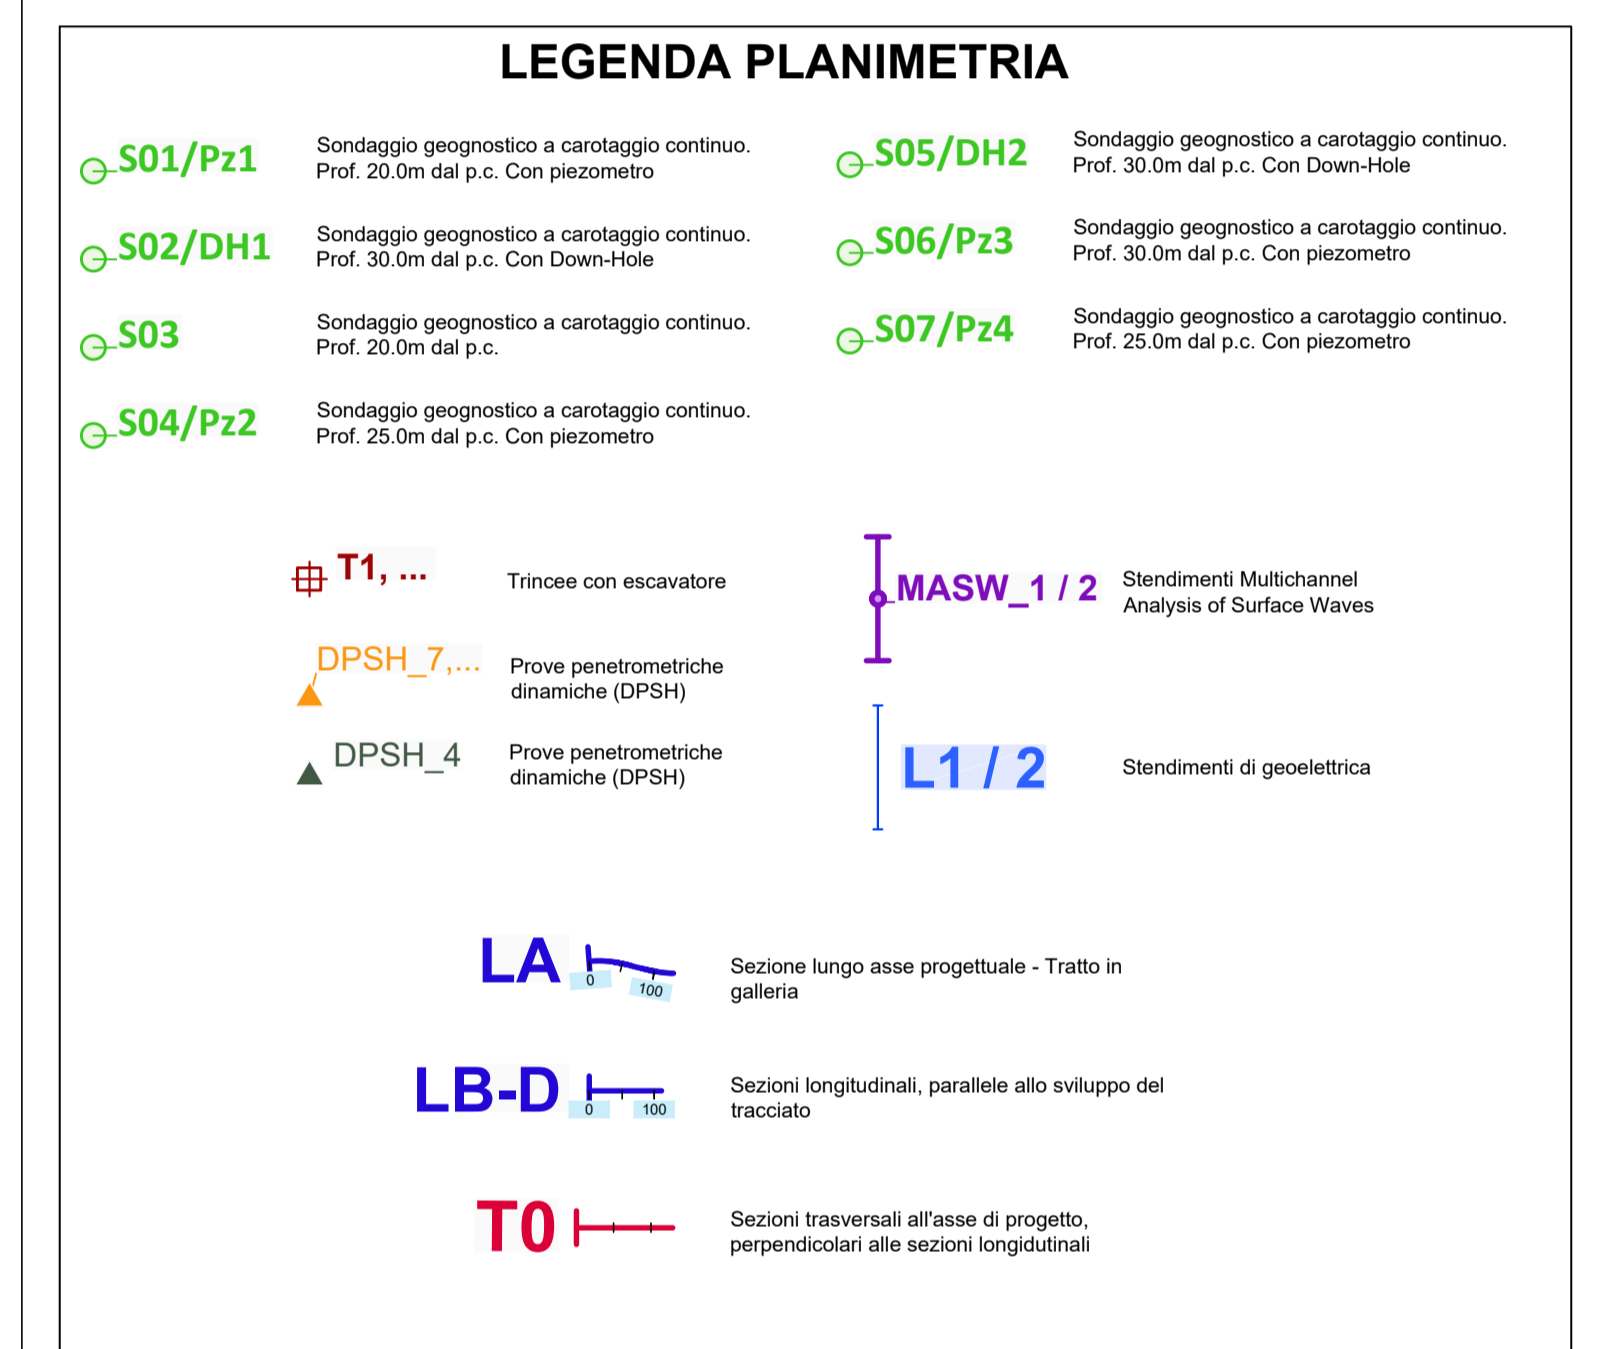 LEGENDA PLANIMETRIA
S01/Pz1
Sondaggio geognostico a carotaggio continuo.
Prof. 20.0m dal p.c. Con piezometro
S02/DH1
Sondaggio geognostico a carotaggio continuo.
Prof. 30.0m dal p.c. Con Down-Hole
S03
Sondaggio geognostico a carotaggio continuo.
Prof. 20.0m dal p.c.
S04/Pz2
Sondaggio geognostico a carotaggio continuo.
Prof. 25.0m dal p.c. Con piezometro
S05/DH2
Sondaggio geognostico a carotaggio continuo.
Prof. 30.0m dal p.c. Con Down-Hole
S06/Pz3
Sondaggio geognostico a carotaggio continuo.
Prof. 30.0m dal p.c. Con piezometro
S07/Pz4
Sondaggio geognostico a carotaggio continuo.
Prof. 25.0m dal p.c. Con piezometro
T1, ...
Trincee con escavatore
DPSH_7,...
Prove penetrometriche
dinamiche (DPSH)
DPSH_4
Prove penetrometriche
dinamiche (DPSH)
MASW_1 / 2
Stendimenti Multichannel
Analysis of Surface Waves
L1 / 2
Stendimenti di geoelettrica
LA
0
100
Sezione lungo asse progettuale - Tratto in
galleria
LB-D
0
100
Sezioni longitudinali, parallele allo sviluppo del
tracciato
T0
Sezioni trasversali all'asse di progetto,
perpendicolari alle sezioni longidutinali